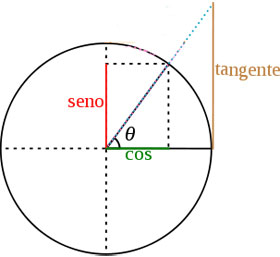 tangente
seno
θ
cos